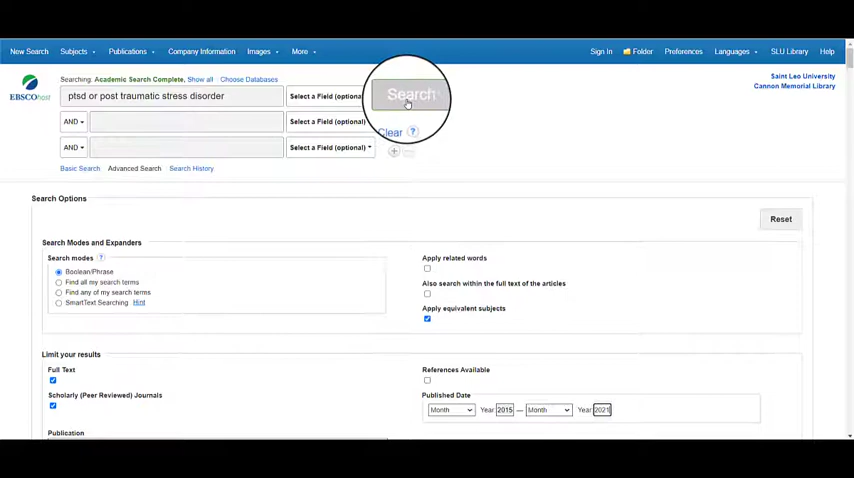 New Search Subjects Publications Company Information Images More Sign In Folder Preferences Languages SLU Library Help
Searching: Academic Search Complete, Show all Choose Databases
Saint Leo University
Cannon Memorial Library
EBSCOhost
ptsd or post traumatic stress disorder Select a Field (optional Search
AND Select a Field (optional
Clear ?
AND Select a Field (optional)
Basic Search Advanced Search Search History
Search Options
Reset
Search Modes and Expanders
Search modes ?
Boolean/Phrase
Find all my search terms
Find any of my search terms
SmartText Searching Hint
Apply related words
Also search within the full text of the articles
Apply equivalent subjects
Limit your results
Full Text
Scholarly (Peer Reviewed) Journals
Publication
References Available
Published Date
Month Year 2015 — Month Year 2021